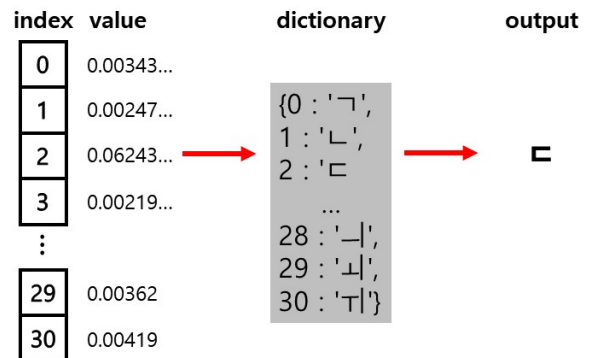 index value dictionary output
0 0.00343...
1 0.00247...
2 0.06243...
3 0.00219...
⋮
29 0.00362
30 0.00419
{0 : 'ㄱ',
1 : 'ㄴ',
2 : 'ㄷ
...
28 : 'ㅢ',
29 : 'ㅚ',
30 : 'ㅟ'}
ㄷ